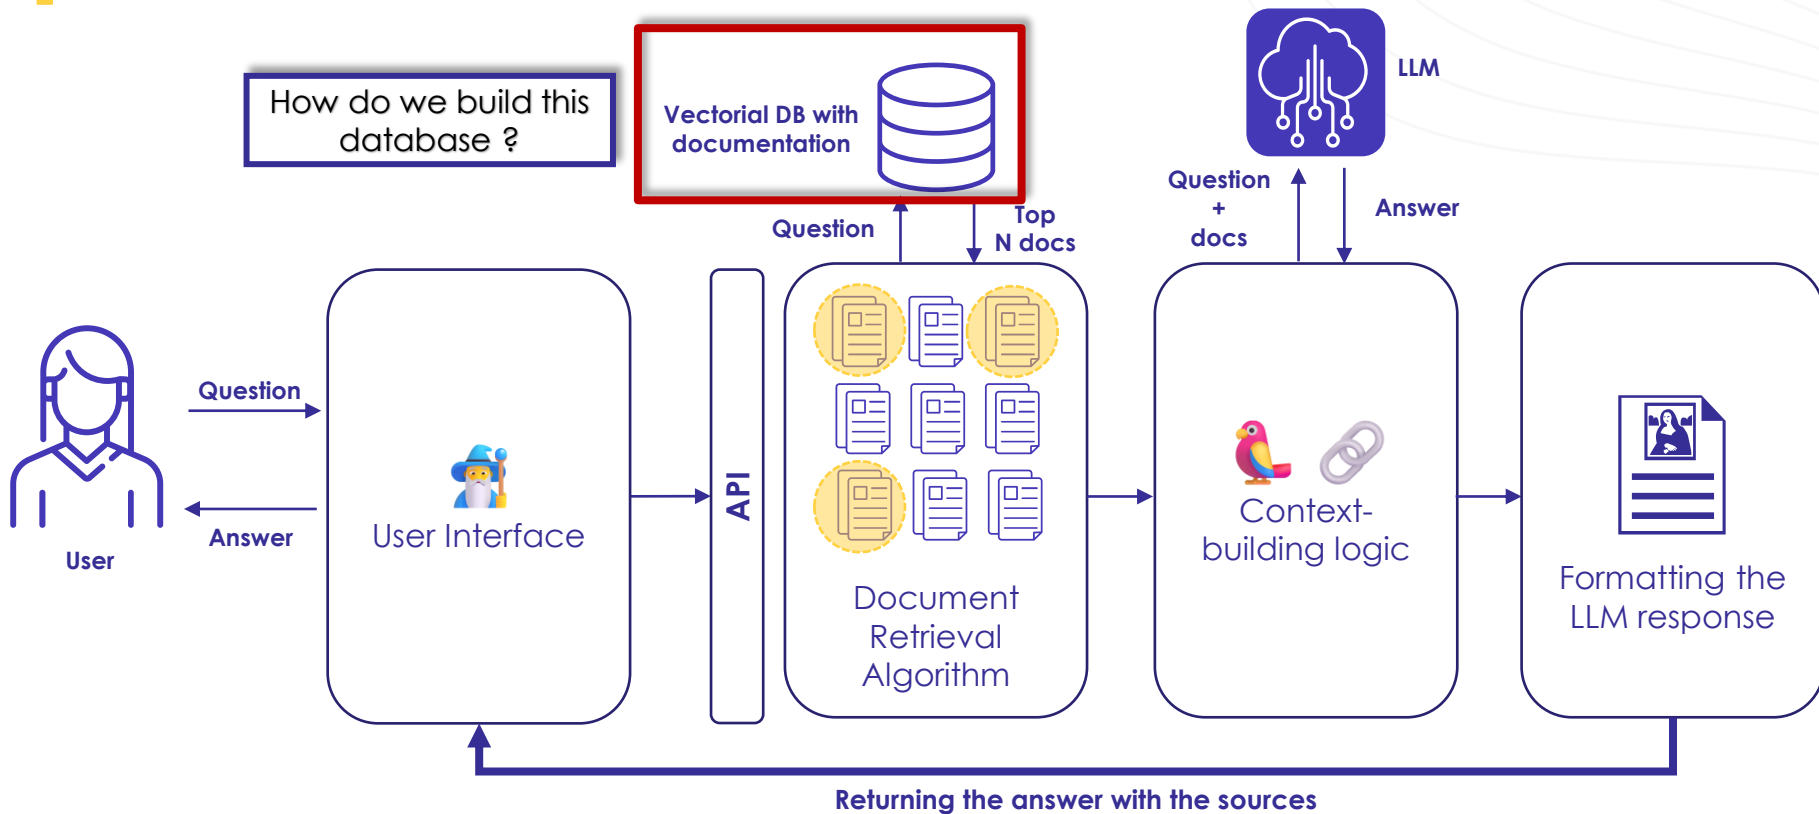 How do we build this
database ?
Vectorial DB with
documentation
LLM
Question
+
docs
Answer
Question
Top
N docs
Question
Answer
User
User Interface
API
Document
Retrieval
Algorithm
Context-
building logic
Formatting the
LLM response
Returning the answer with the sources